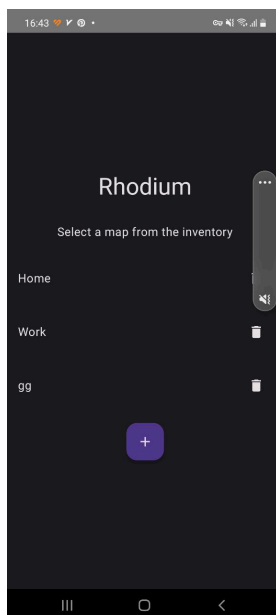 16:43
Rhodium
Select a map from the inventory
Home
Work
gg